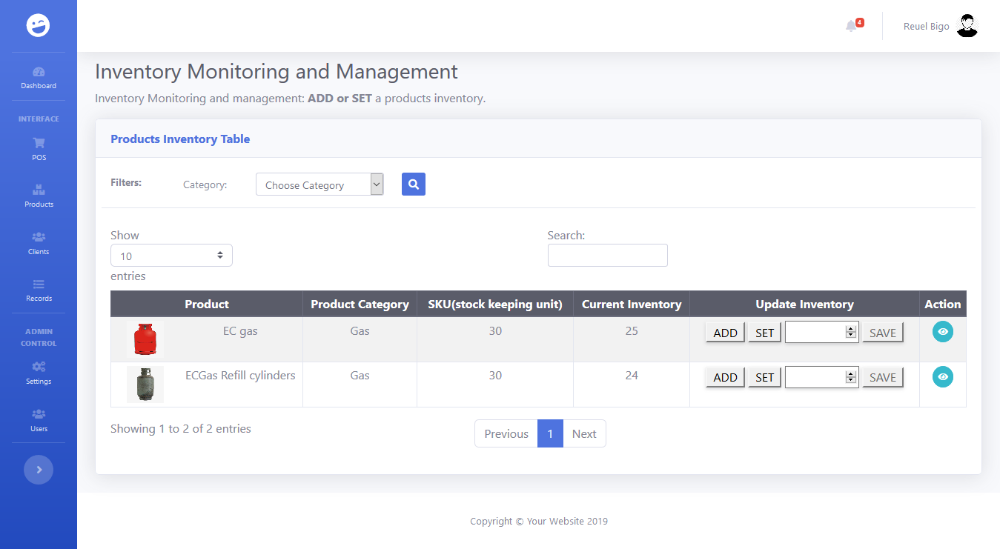 4
Reuel Bigo
Dashboard
INTERFACE
POS
Products
Clients
Records
ADMIN
CONTROL
Settings
Users
Inventory Monitoring and Management
Inventory Monitoring and management: ADD or SET a products inventory.
Products Inventory Table
Filters: Category: Choose Category
Show Search:
10
entries
Product Product Category SKU(stock keeping unit) Current Inventory Update Inventory Action
EC gas Gas 30 25 ADD SET SAVE
ECGas Refill cylinders Gas 30 24 ADD SET SAVE
Showing 1 to 2 of 2 entries Previous 1 Next
Copyright © Your Website 2019